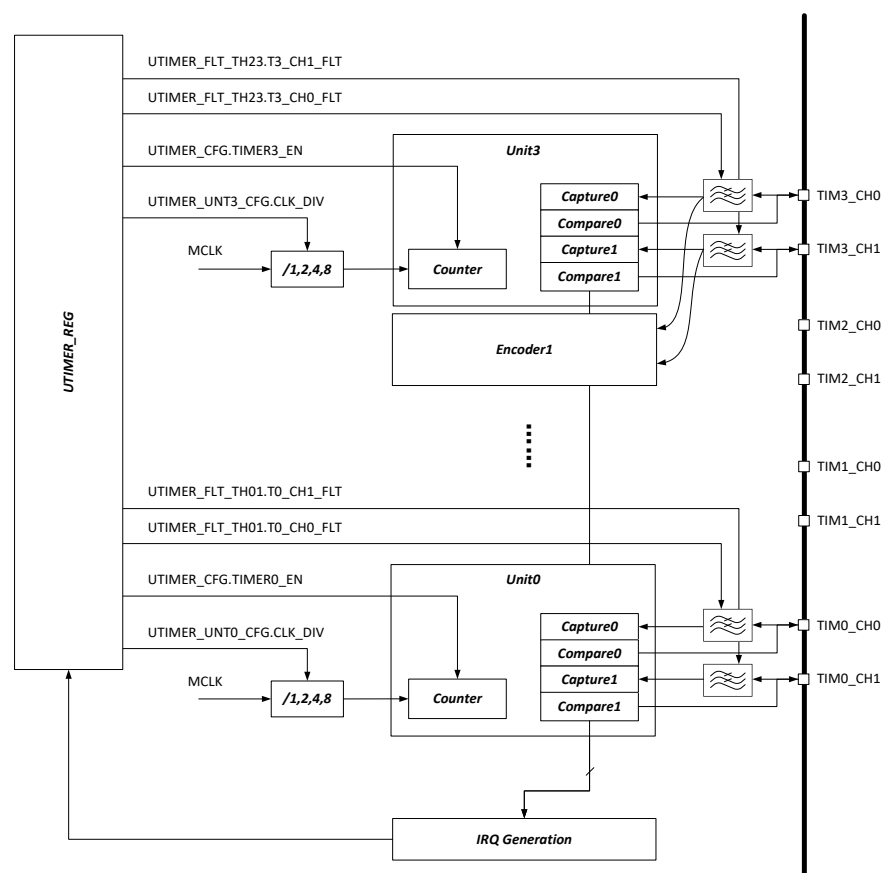 UTIMER_REG
UTIMER_FLT_TH23.T3_CH1_FLT
UTIMER_FLT_TH23.T3_CH0_FLT
UTIMER_CFG.TIMER3_EN
UTIMER_UNT3_CFG.CLK_DIV
MCLK
/1,2,4,8
Unit3
Counter
Capture0
Compare0
Capture1
Compare1
TIM3_CH0
TIM3_CH1
Encoder1
TIM2_CH0
TIM2_CH1
TIM1_CH0
TIM1_CH1
UTIMER_FLT_TH01.T0_CH1_FLT
UTIMER_FLT_TH01.T0_CH0_FLT
UTIMER_CFG.TIMER0_EN
UTIMER_UNT0_CFG.CLK_DIV
MCLK
/1,2,4,8
Unit0
Counter
Capture0
Compare0
Capture1
Compare1
TIM0_CH0
TIM0_CH1
IRQ Generation